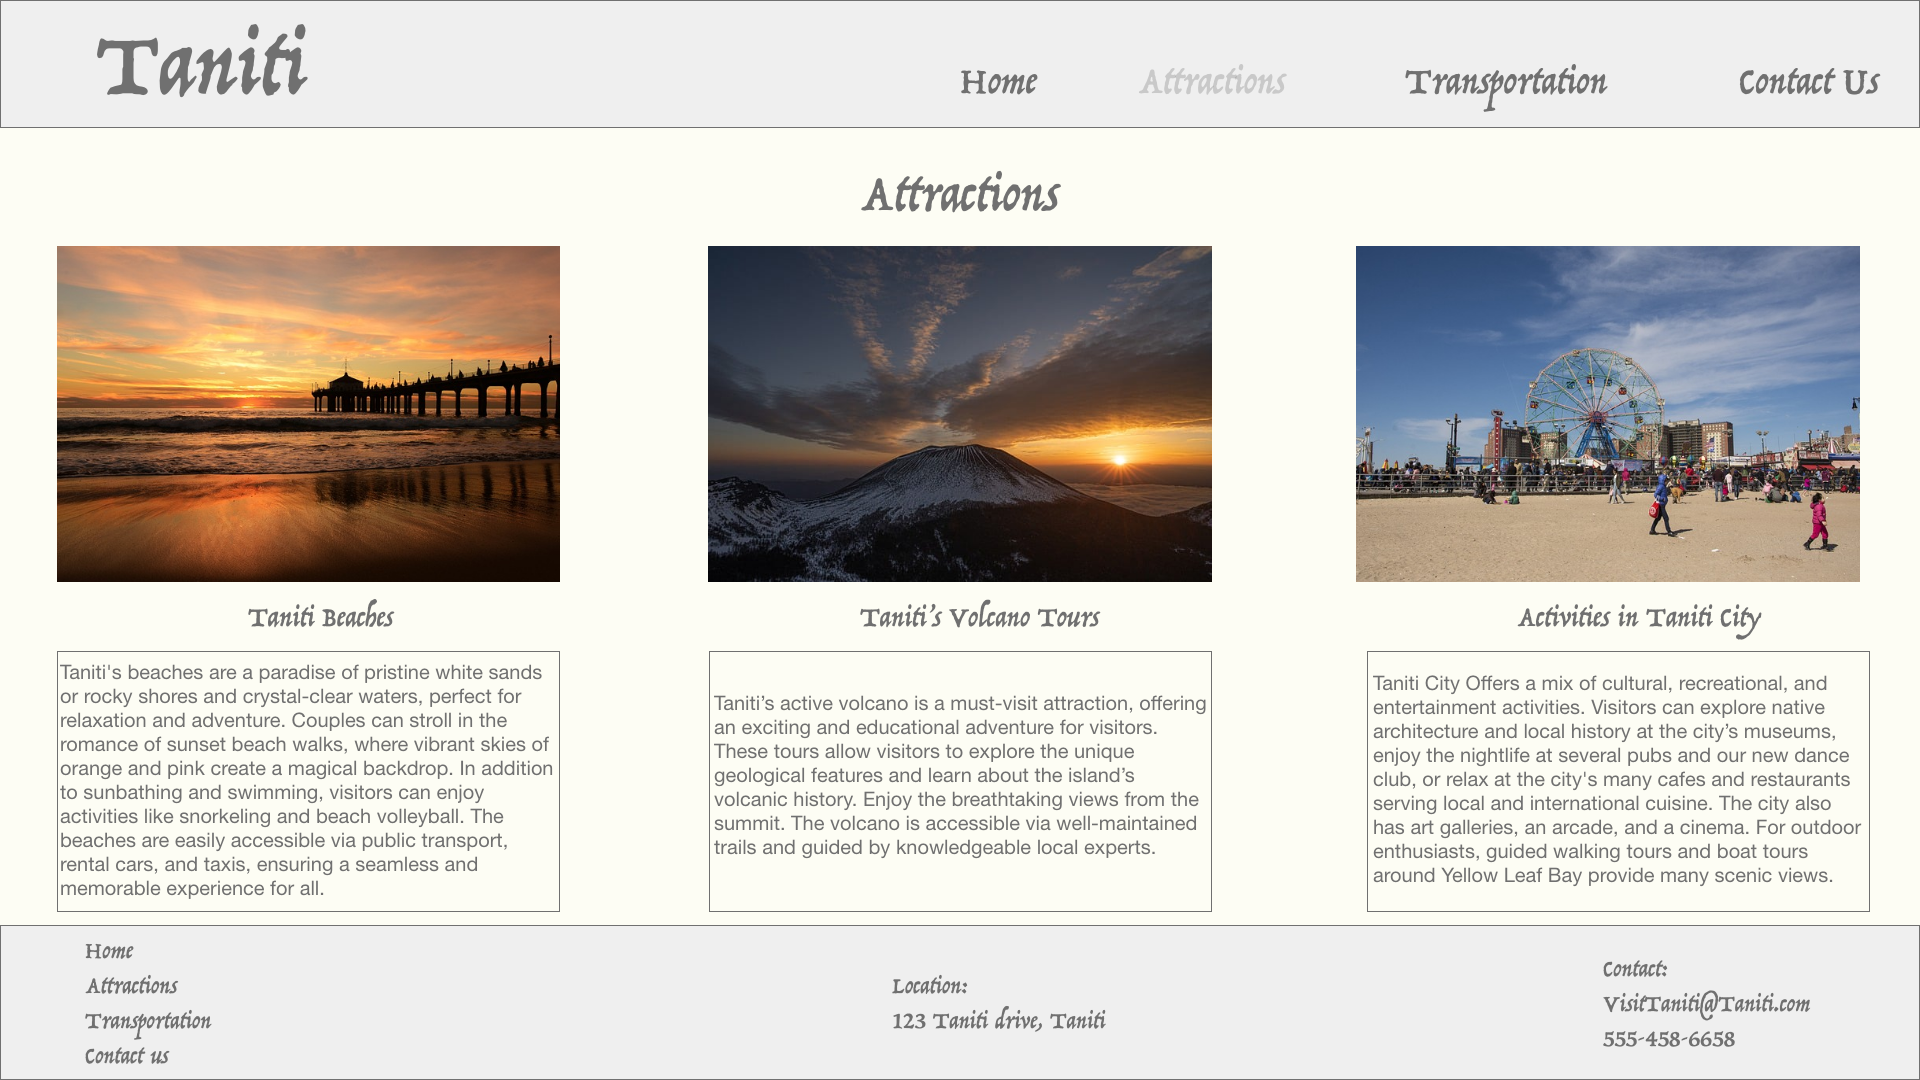 Taniti
Home
Attractions
Transportation
Contact Us
Attractions
Taniti Beaches
Taniti's beaches are a paradise of pristine white sands
or rocky shores and crystal-clear waters, perfect for
relaxation and adventure. Couples can stroll in the
romance of sunset beach walks, where vibrant skies of
orange and pink create a magical backdrop. In addition
to sunbathing and swimming, visitors can enjoy
activities like snorkeling and beach volleyball. The
beaches are easily accessible via public transport,
rental cars, and taxis, ensuring a seamless and
memorable experience for all.
Taniti’s Volcano Tours
Taniti’s active volcano is a must-visit attraction, offering
an exciting and educational adventure for visitors.
These tours allow visitors to explore the unique
geological features and learn about the island’s
volcanic history. Enjoy the breathtaking views from the
summit. The volcano is accessible via well-maintained
trails and guided by knowledgeable local experts.
Activities in Taniti City
Taniti City Offers a mix of cultural, recreational, and
entertainment activities. Visitors can explore native
architecture and local history at the city’s museums,
enjoy the nightlife at several pubs and our new dance
club, or relax at the city's many cafes and restaurants
serving local and international cuisine. The city also
has art galleries, an arcade, and a cinema. For outdoor
enthusiasts, guided walking tours and boat tours
around Yellow Leaf Bay provide many scenic views.
Home
Attractions
Transportation
Contact us
Location:
123 Taniti drive, Taniti
Contact:
VisitTaniti@Taniti.com
555-458-6658